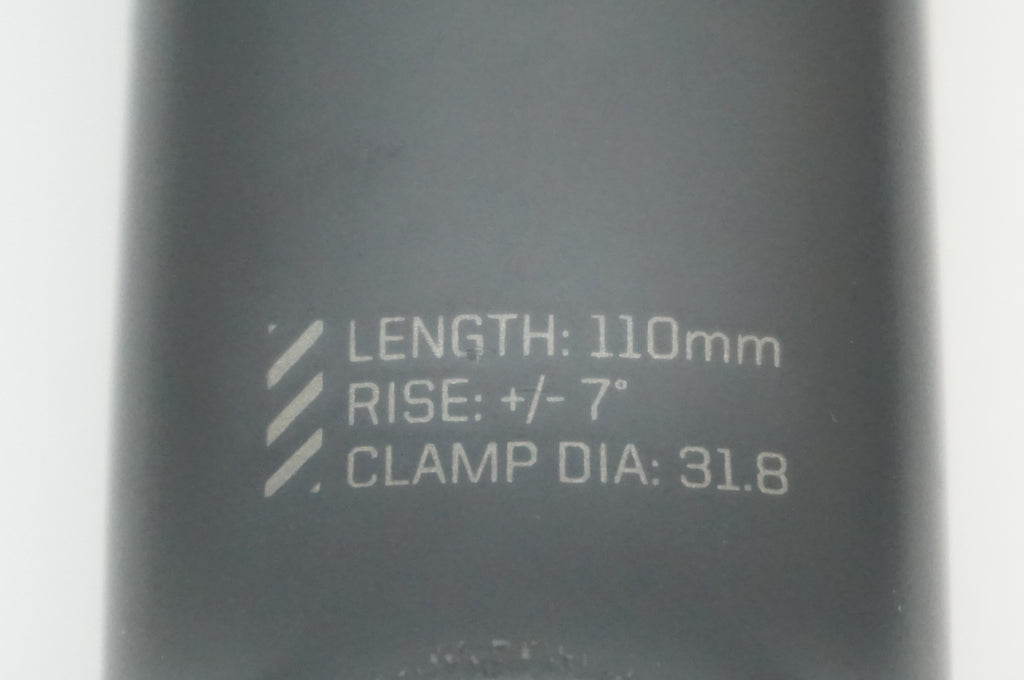 LENGTH: 110mm
RISE: +/- 7°
CLAMP DIA: 31.8